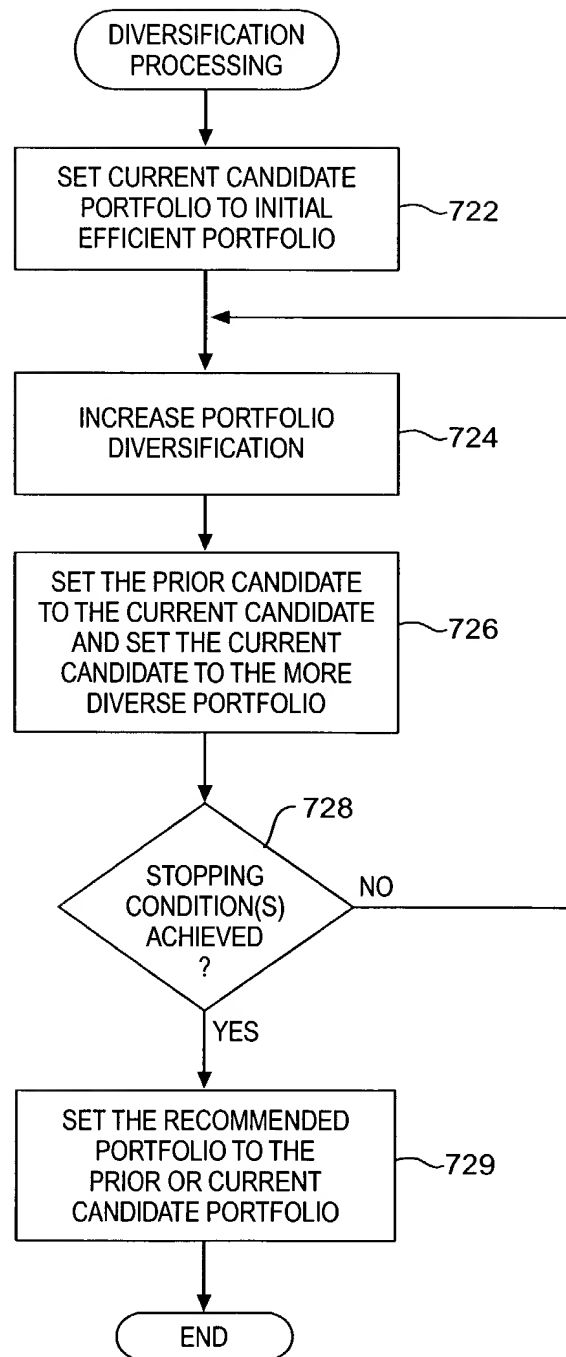 DIVERSIFICATION
PROCESSING
SET CURRENT CANDIDATE
PORTFOLIO TO INITIAL
EFFICIENT PORTFOLIO
722
INCREASE PORTFOLIO
DIVERSIFICATION
724
SET THE PRIOR CANDIDATE
TO THE CURRENT CANDIDATE
AND SET THE CURRENT
CANDIDATE TO THE MORE
DIVERSE PORTFOLIO
726
728
STOPPING
CONDITION(S)
ACHIEVED
?
NO
YES
SET THE RECOMMENDED
PORTFOLIO TO THE
PRIOR OR CURRENT
CANDIDATE PORTFOLIO
729
END